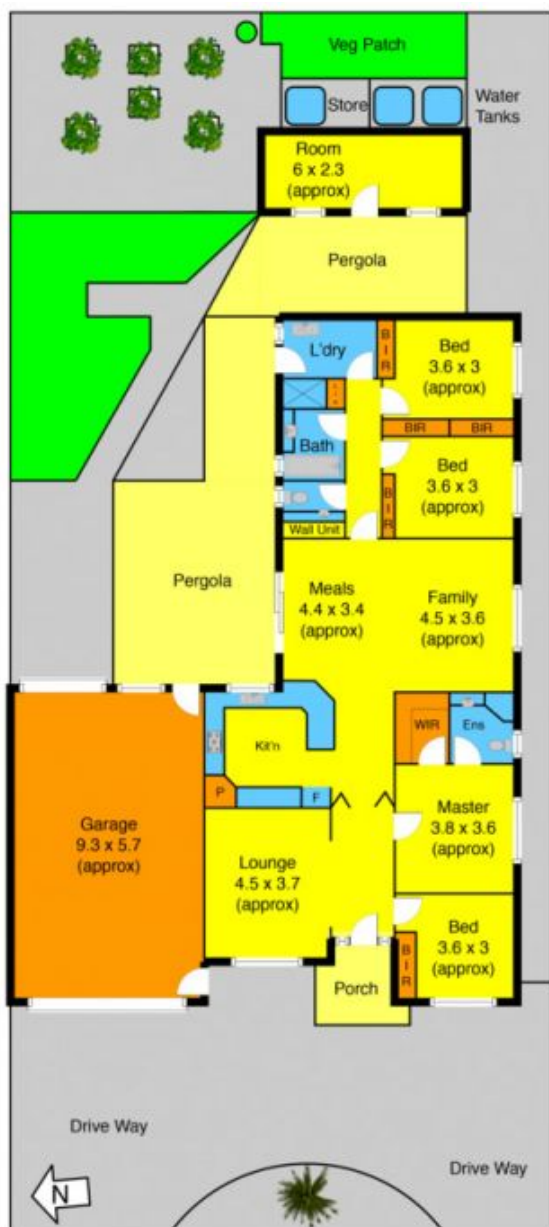 Veg Patch
Store
Water
Tanks
Room
6 x 2.3
(approx)
Pergola
L'dry
B
I
R
Bed
3.6 x 3
(approx)
BIR
BIR
Bath
Bed
3.6 x 3
(approx)
B
I
R
Wall Unit
Pergola
Meals
4.4 x 3.4
(approx)
Family
4.5 x 3.6
(approx)
WIR
Ens
Kit'n
P
F
Garage
9.3 x 5.7
(approx)
Master
3.8 x 3.6
(approx)
Lounge
4.5 x 3.7
(approx)
Bed
3.6 x 3
(approx)
B
I
R
Porch
Drive Way
Drive Way
N